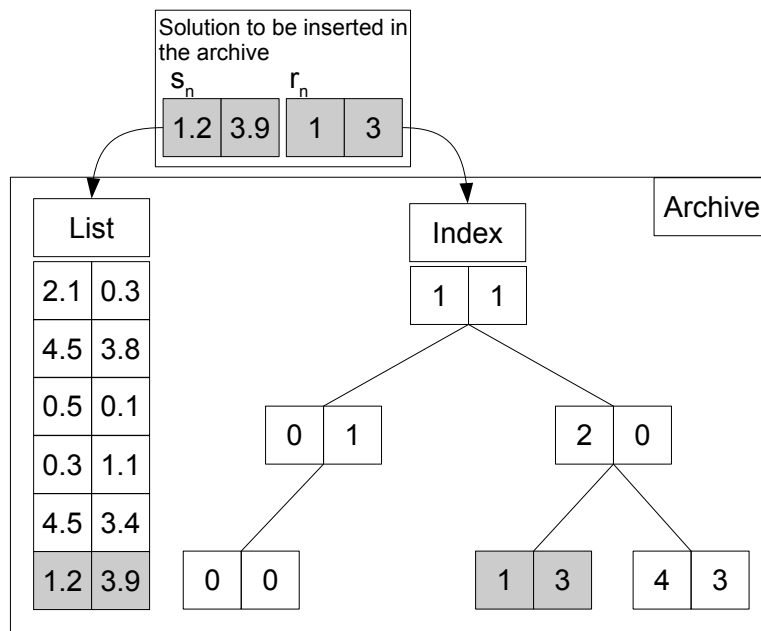 Solution to be inserted in
the archive
sn rn
1.2 3.9 1 3
Archive
List
2.1 0.3
4.5 3.8
0.5 0.1
0.3 1.1
4.5 3.4
1.2 3.9
Index
1 1
0 1 2 0
0 0 1 3 4 3